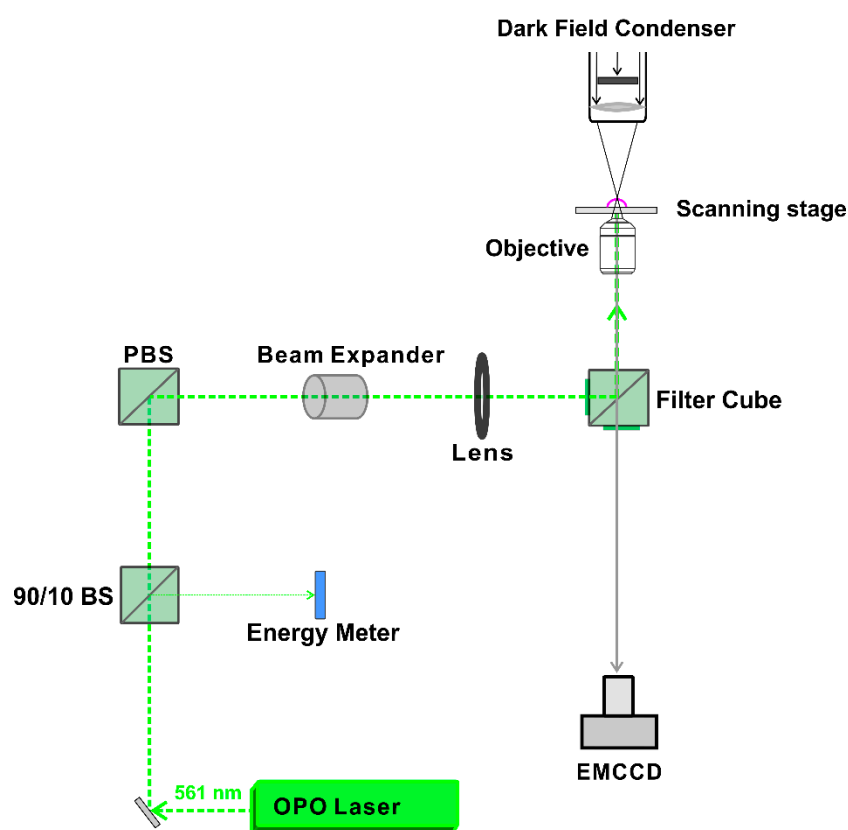 Dark Field Condenser
Scanning stage
Objective
PBS
Beam Expander
Filter Cube
Lens
90/10 BS
Energy Meter
EMCCD
561 nm
OPO Laser